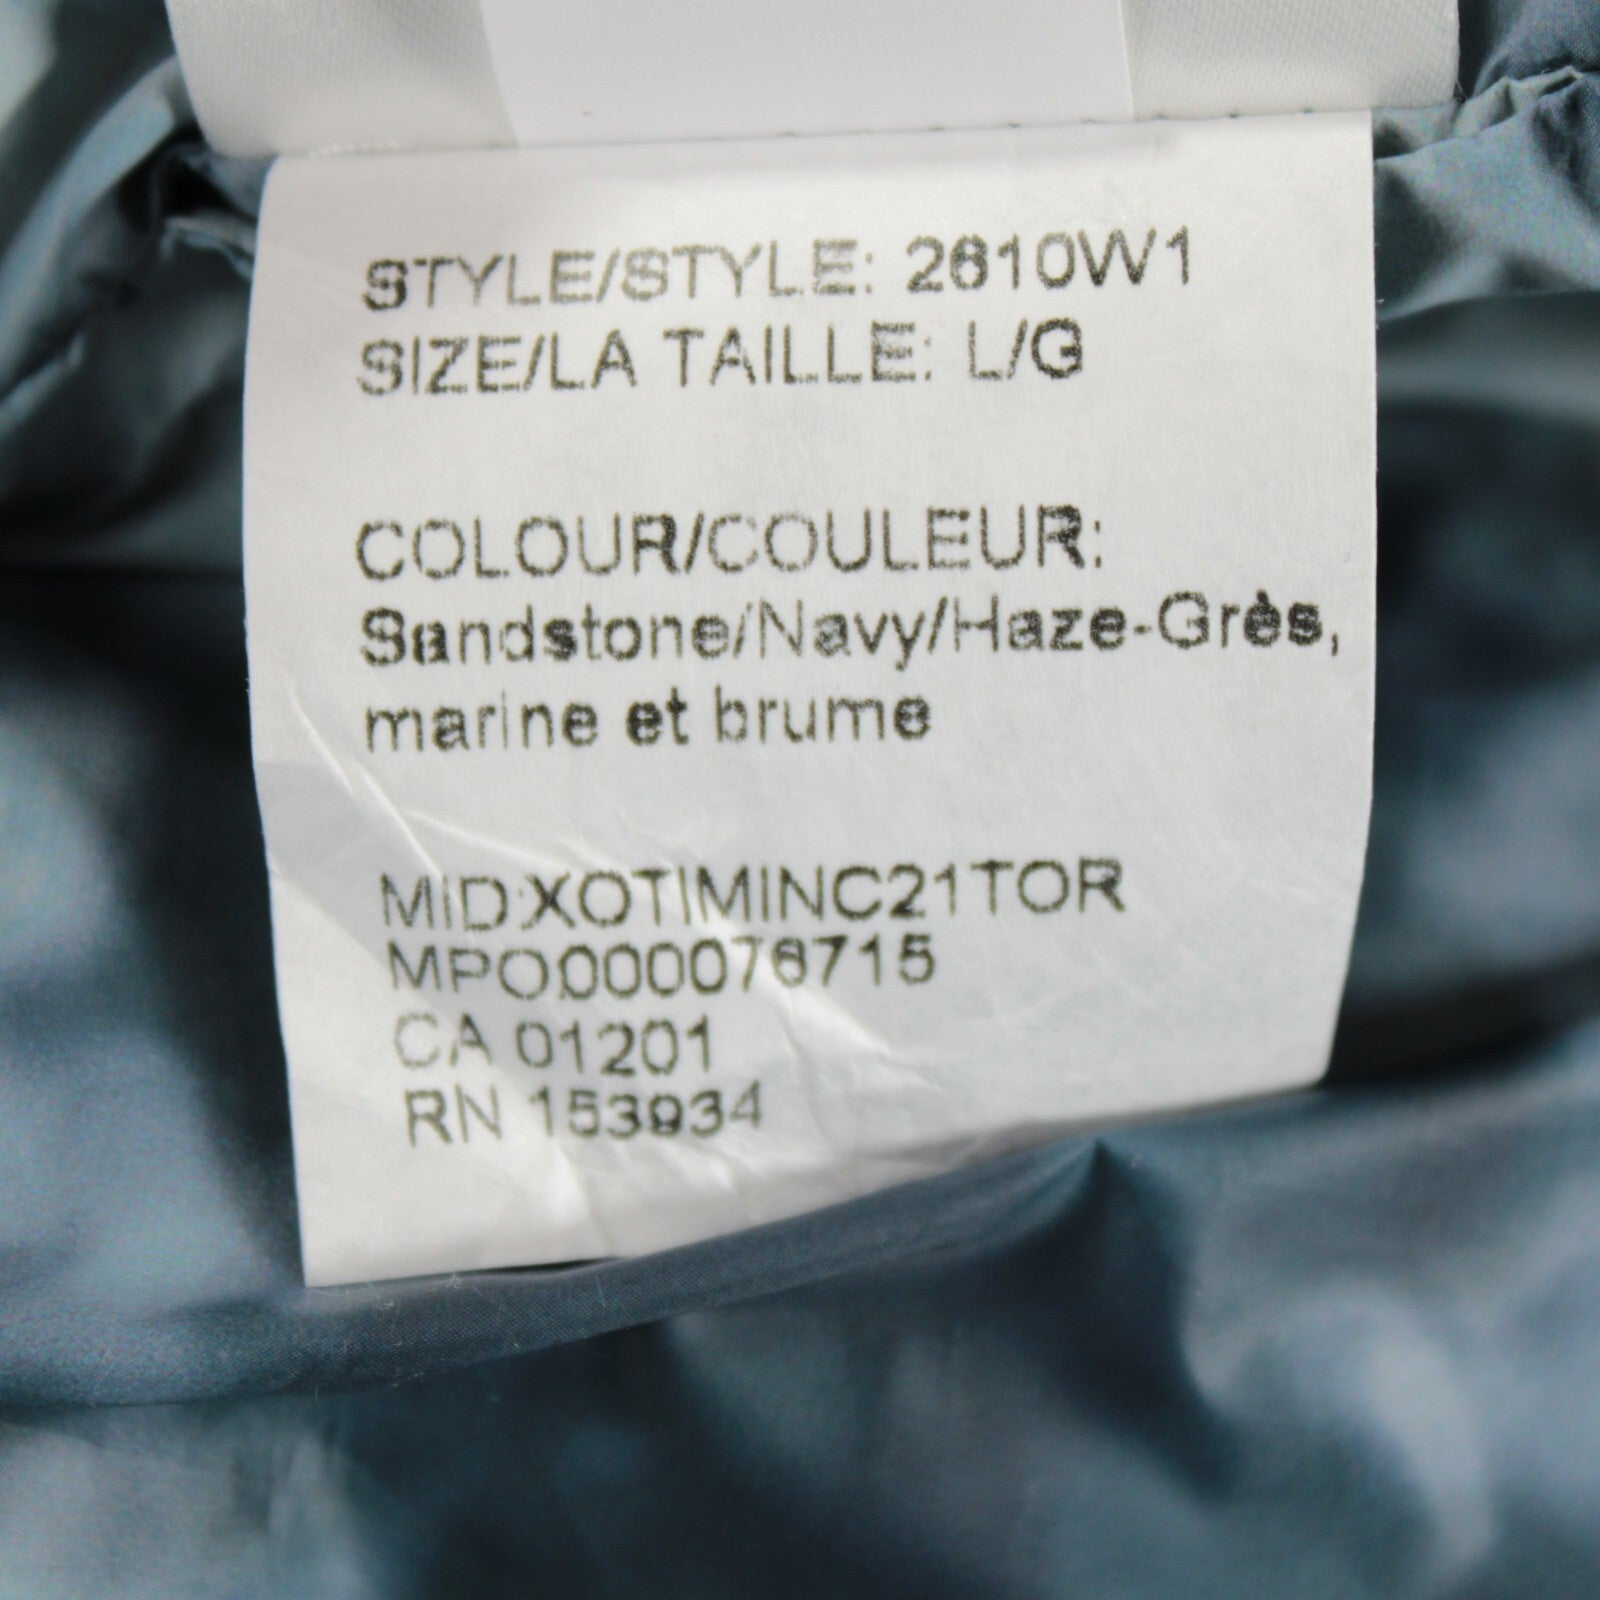 STYLE/STYLE: 2610W1
SIZE/LA TAILLE: L/G
COLOUR/COULEUR:
Sandstone/Navy/Haze-Grès,
marine et brume
MID:XOTIMINC21TOR
MPO0000076715
CA 01201
RN 153934